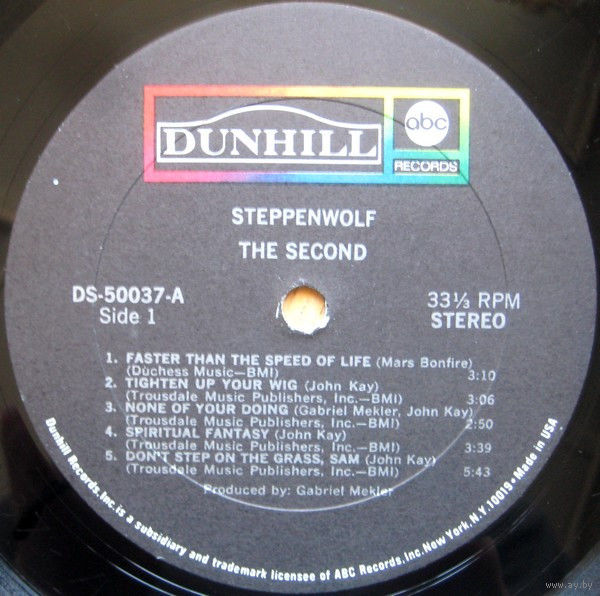 DUNHILL
abc
RECORDS
STEPPENWOLF
THE SECOND
DS-50037-A
Side 1
33⅓ RPM
STEREO
1. FASTER THAN THE SPEED OF LIFE (Mars Bonfire)
(Duchess Music—BMI) 3:10
2. TIGHTEN UP YOUR WIG (John Kay)
(Trousdale Music Publishers, Inc.—BMI) 3:06
3. NONE OF YOUR DOING (Gabriel Mekler, John Kay)
(Trousdale Music Publishers, Inc.—BMI) 2:50
4. SPIRITUAL FANTASY (John Kay)
(Trousdale Music Publishers, Inc.—BMI) 3:39
5. DON'T STEP ON THE GRASS, SAM (John Kay)
(Trousdale Music Publishers, Inc.—BMI) 5:43
Produced by: Gabriel Mekler
Dunhill Records, Inc. is a subsidiary and trademark licensee of ABC Records, Inc. New York, N.Y. 10019 • Made in USA
www.ay.by